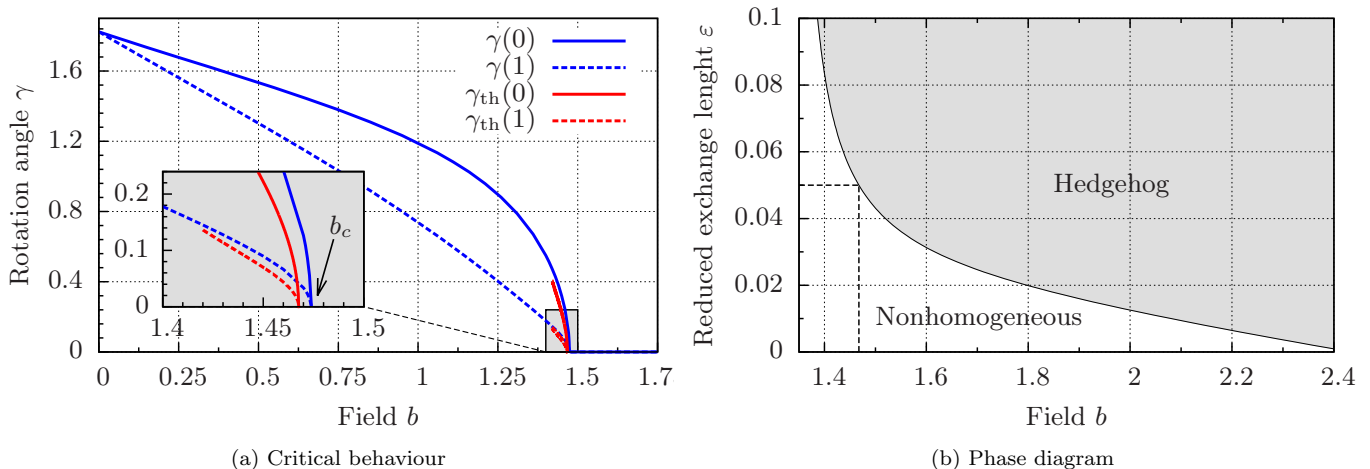 Rotation angle γ
1.6
1.2
0.8
0.4
0
γ(0)
γ(1)
γth(0)
γth(1)
0.2
0.1
0
b_c
1.4 1.45 1.5
0 0.25 0.5 0.75 1 1.25 1.5 1.7
Field b
(a) Critical behaviour
Reduced exchange lenght ε
0.1
0.08
0.06
0.04
0.02
0
Hedgehog
Nonhomogeneous
1.4 1.6 1.8 2 2.2 2.4
Field b
(b) Phase diagram